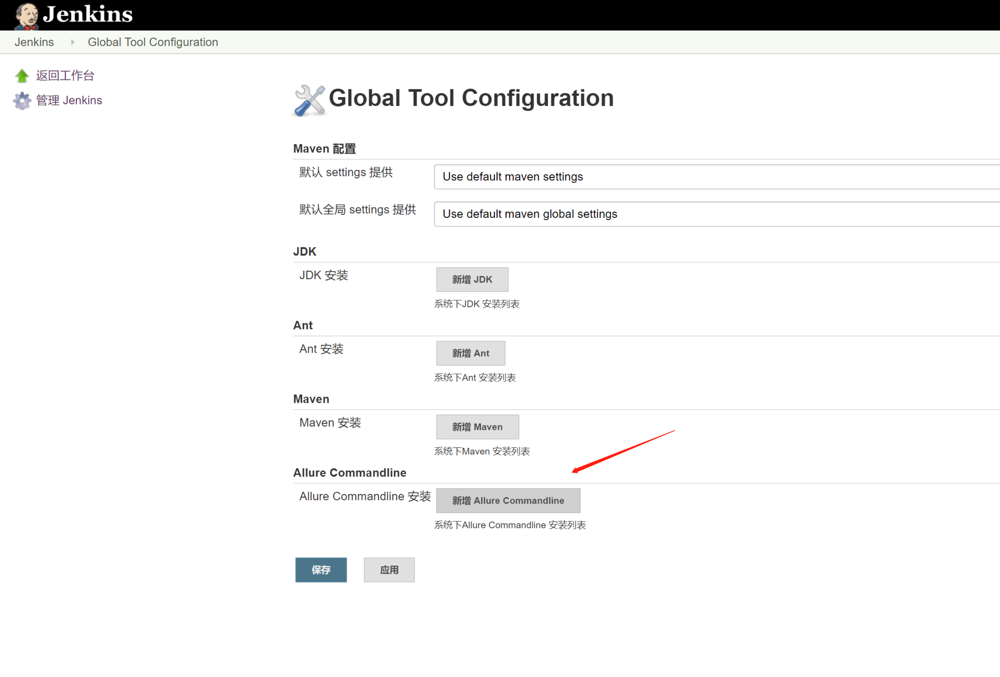 Jenkins
Jenkins Global Tool Configuration
返回工作台
管理 Jenkins
Global Tool Configuration
Maven 配置
默认 settings 提供 Use default maven settings
默认全局 settings 提供 Use default maven global settings
JDK
JDK 安装 新增 JDK
系统下JDK 安装列表
Ant
Ant 安装 新增 Ant
系统下Ant 安装列表
Maven
Maven 安装 新增 Maven
系统下Maven 安装列表
Allure Commandline
Allure Commandline 安装 新增 Allure Commandline
系统下Allure Commandline 安装列表
保存 应用